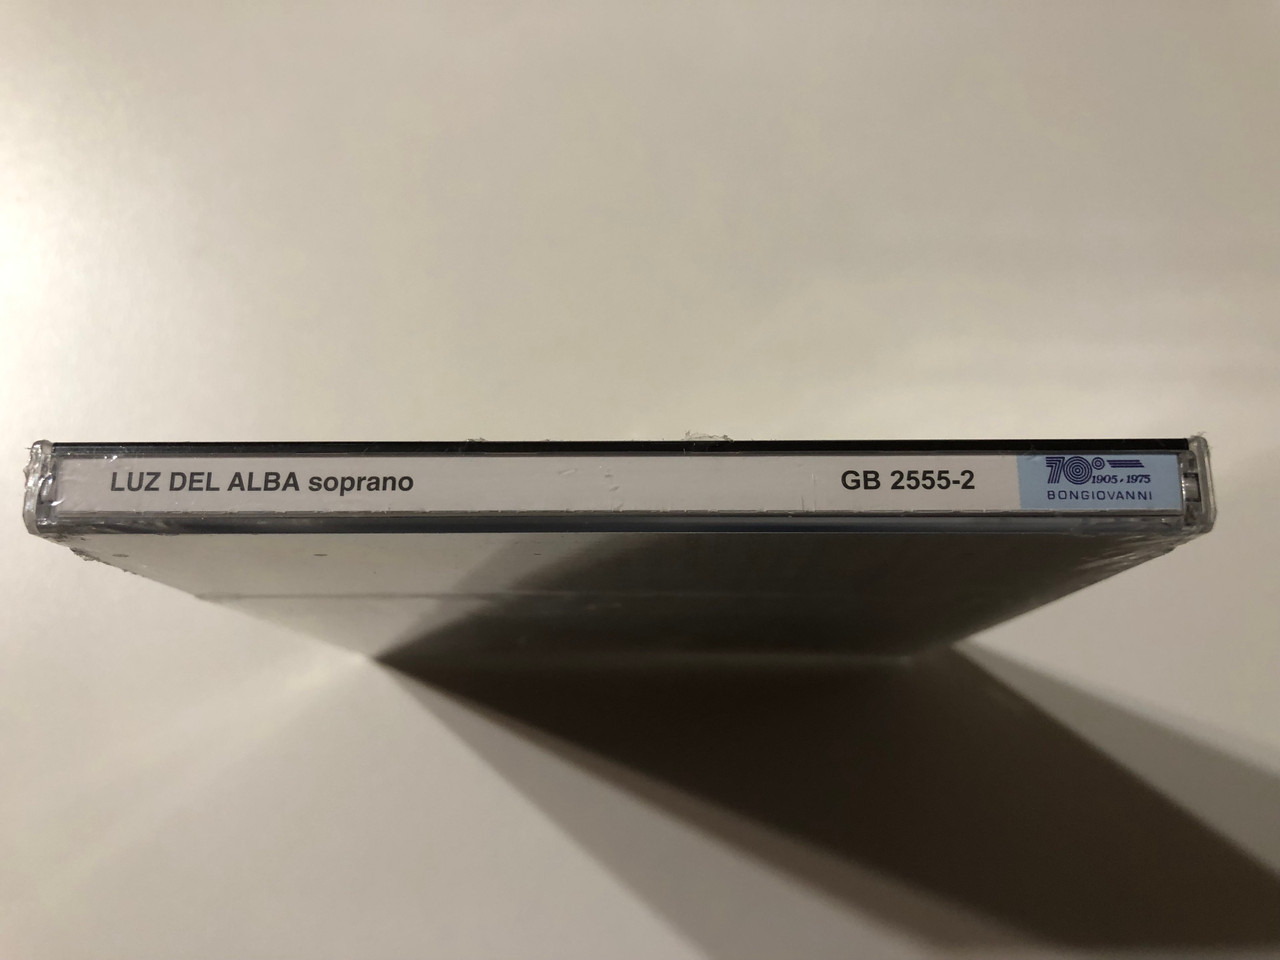 LUZ DEL ALBA soprano
GB 2555-2
70°
1905 • 1975
BONGIOVANNI